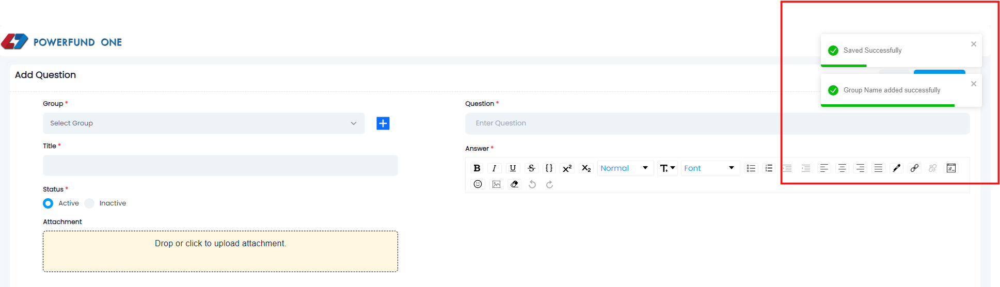 POWERFUND ONE
Saved Successfully
Add Question
Group Name added successfully
Group *
Select Group
Question *
Enter Question
Title *
Answer *
B I U S {} X² X₂ Normal T Font
Status *
Active Inactive
Attachment
Drop or click to upload attachment.